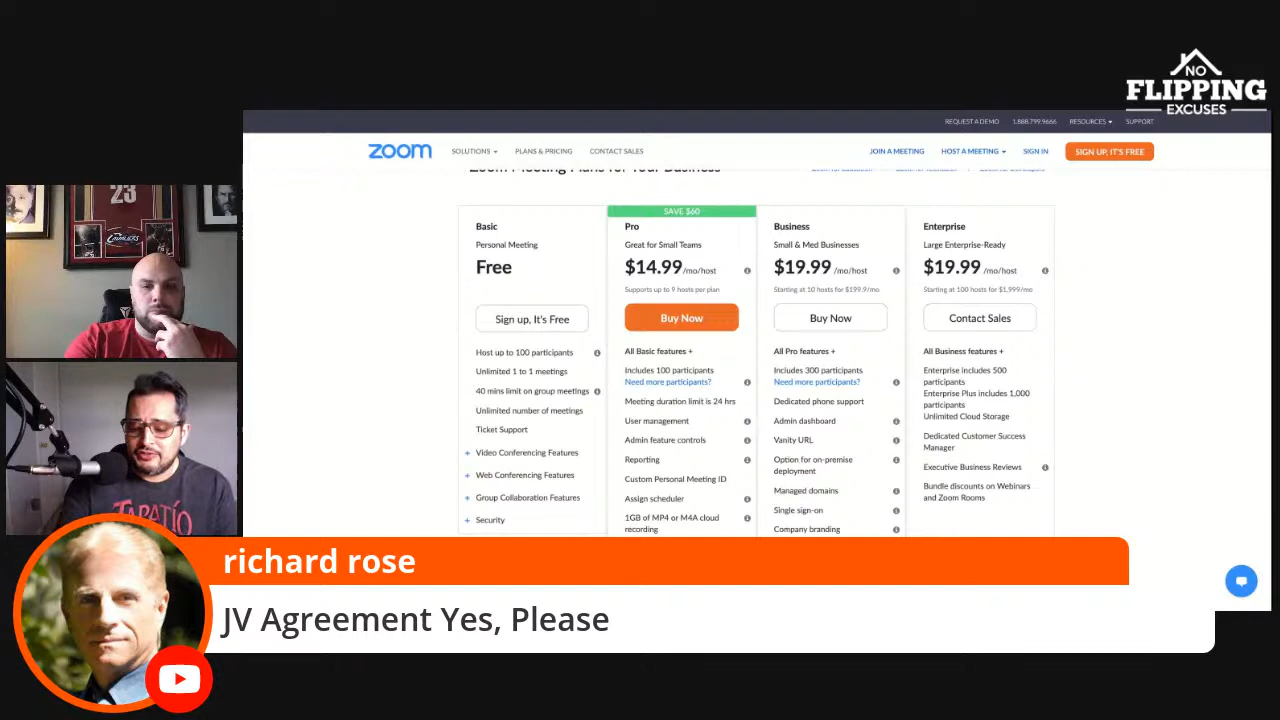 NO
FLIPPING
EXCUSES
REQUEST A DEMO 1.888.799.9666 RESOURCES SUPPORT
zoom SOLUTIONS PLANS & PRICING CONTACT SALES JOIN A MEETING HOST A MEETING SIGN IN SIGN UP, IT'S FREE
Zoom Meeting Plans for Your Business
23
CAVALIERS
SAVE $60
Basic
Personal Meeting
Free
Sign up, It's Free
Host up to 100 participants
Unlimited 1 to 1 meetings
40 mins limit on group meetings
Unlimited number of meetings
Ticket Support
+ Video Conferencing Features
+ Web Conferencing Features
+ Group Collaboration Features
+ Security
Pro
Great for Small Teams
$14.99 /mo/host
Supports up to 9 hosts per plan
Buy Now
All Basic features +
Includes 100 participants
Need more participants?
Meeting duration limit is 24 hrs
User management
Admin feature controls
Reporting
Custom Personal Meeting ID
Assign scheduler
1GB of MP4 or M4A cloud
recording
Business
Small & Med Businesses
$19.99 /mo/host
Starting at 10 hosts for $199.9/mo
Buy Now
All Pro features +
Includes 300 participants
Need more participants?
Dedicated phone support
Admin dashboard
Vanity URL
Option for on-premise
deployment
Managed domains
Single sign-on
Company branding
Enterprise
Large Enterprise-Ready
$19.99 /mo/host
Starting at 100 hosts for $1,999/mo
Contact Sales
All Business features +
Enterprise includes 500
participants
Enterprise Plus includes 1,000
participants
Unlimited Cloud Storage
Dedicated Customer Success
Manager
Executive Business Reviews
Bundle discounts on Webinars
and Zoom Rooms
TAPATÍO
richard rose
JV Agreement Yes, Please